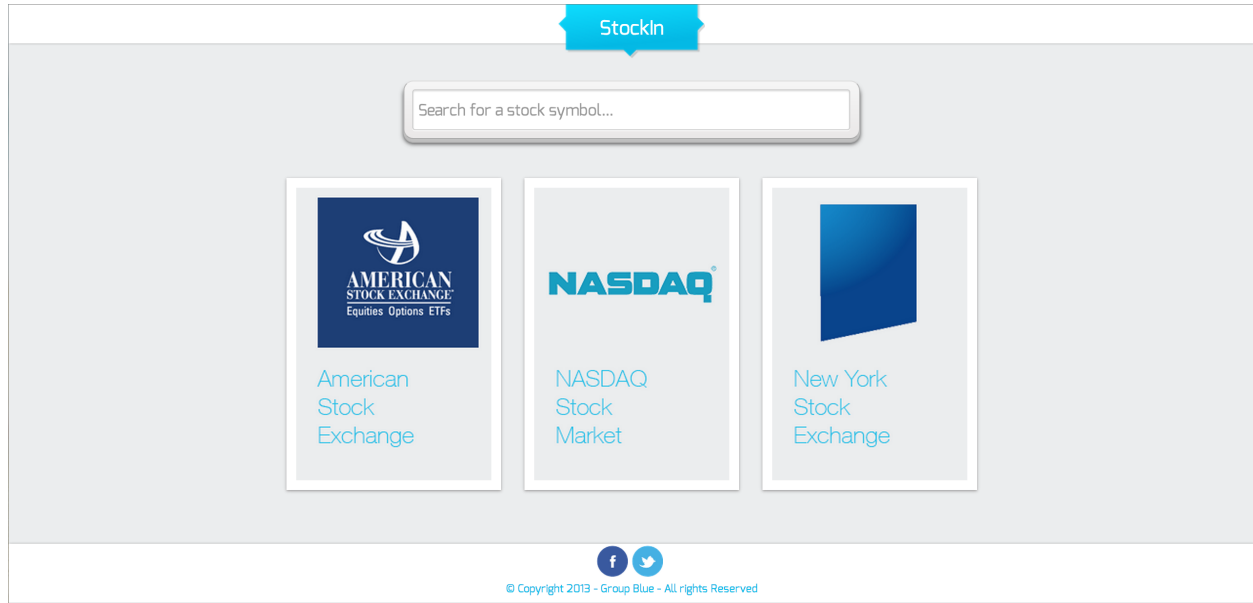 StockIn
Search for a stock symbol...
AMERICAN
STOCK EXCHANGE
Equities Options ETFs
American
Stock
Exchange
NASDAQ®
NASDAQ
Stock
Market
New York
Stock
Exchange
© Copyright 2013 - Group Blue - All rights Reserved